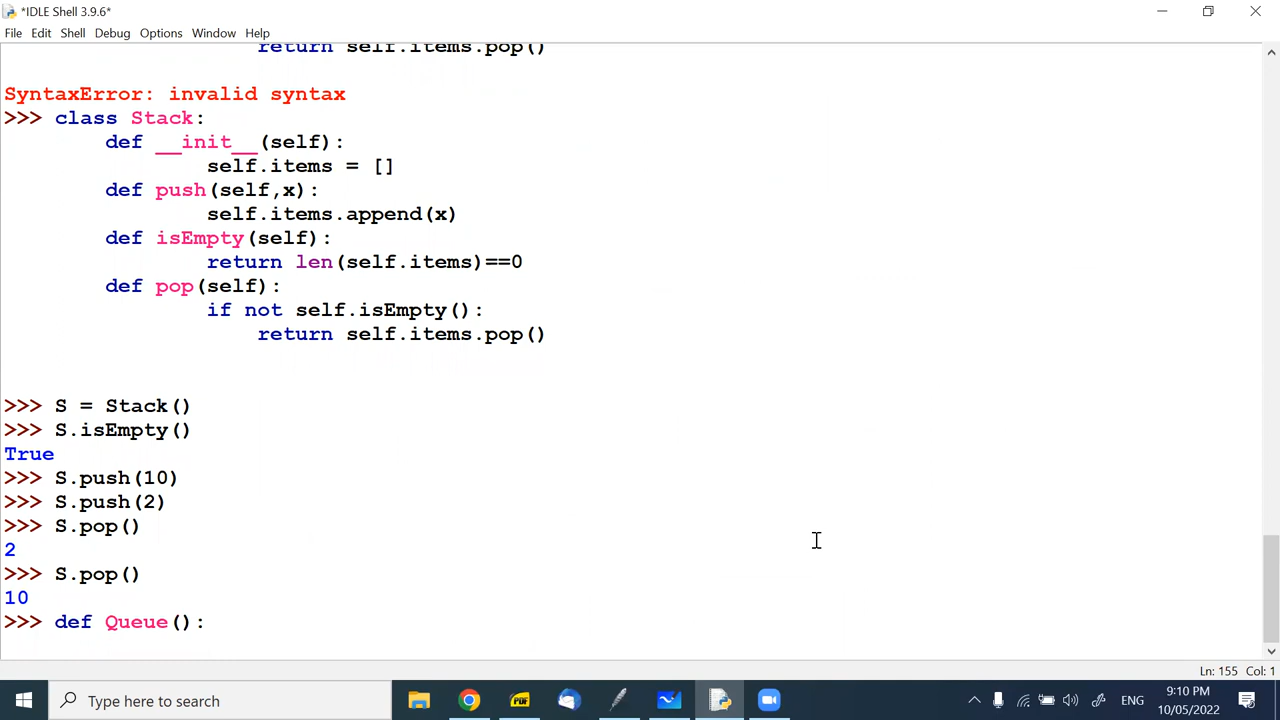 *IDLE Shell 3.9.6*
File Edit Shell Debug Options Window Help
return self.items.pop()
SyntaxError: invalid syntax
>>> class Stack:
def __init__(self):
self.items = []
def push(self,x):
self.items.append(x)
def isEmpty(self):
return len(self.items)==0
def pop(self):
if not self.isEmpty():
return self.items.pop()
>>> S = Stack()
>>> S.isEmpty()
True
>>> S.push(10)
>>> S.push(2)
>>> S.pop()
2
>>> S.pop()
10
>>> def Queue():
Ln: 155 Col: 1
Type here to search
PDF
ENG
9:10 PM
10/05/2022